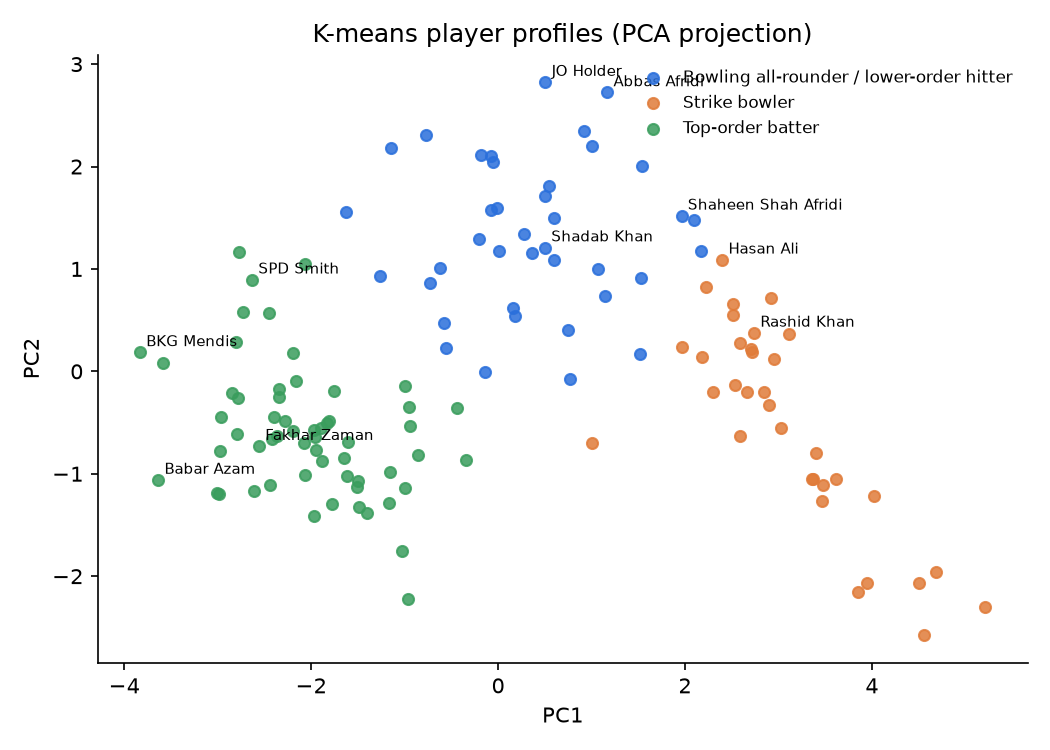 K-means player profiles (PCA projection)
3
2
1
0
−1
−2
PC2
JO Holder
Abbas Afridi
Bowling all-rounder / lower-order hitter
Strike bowler
Top-order batter
Shaheen Shah Afridi
Shadab Khan
Hasan Ali
SPD Smith
Rashid Khan
BKG Mendis
Fakhar Zaman
Babar Azam
−4
−2
0
2
4
PC1